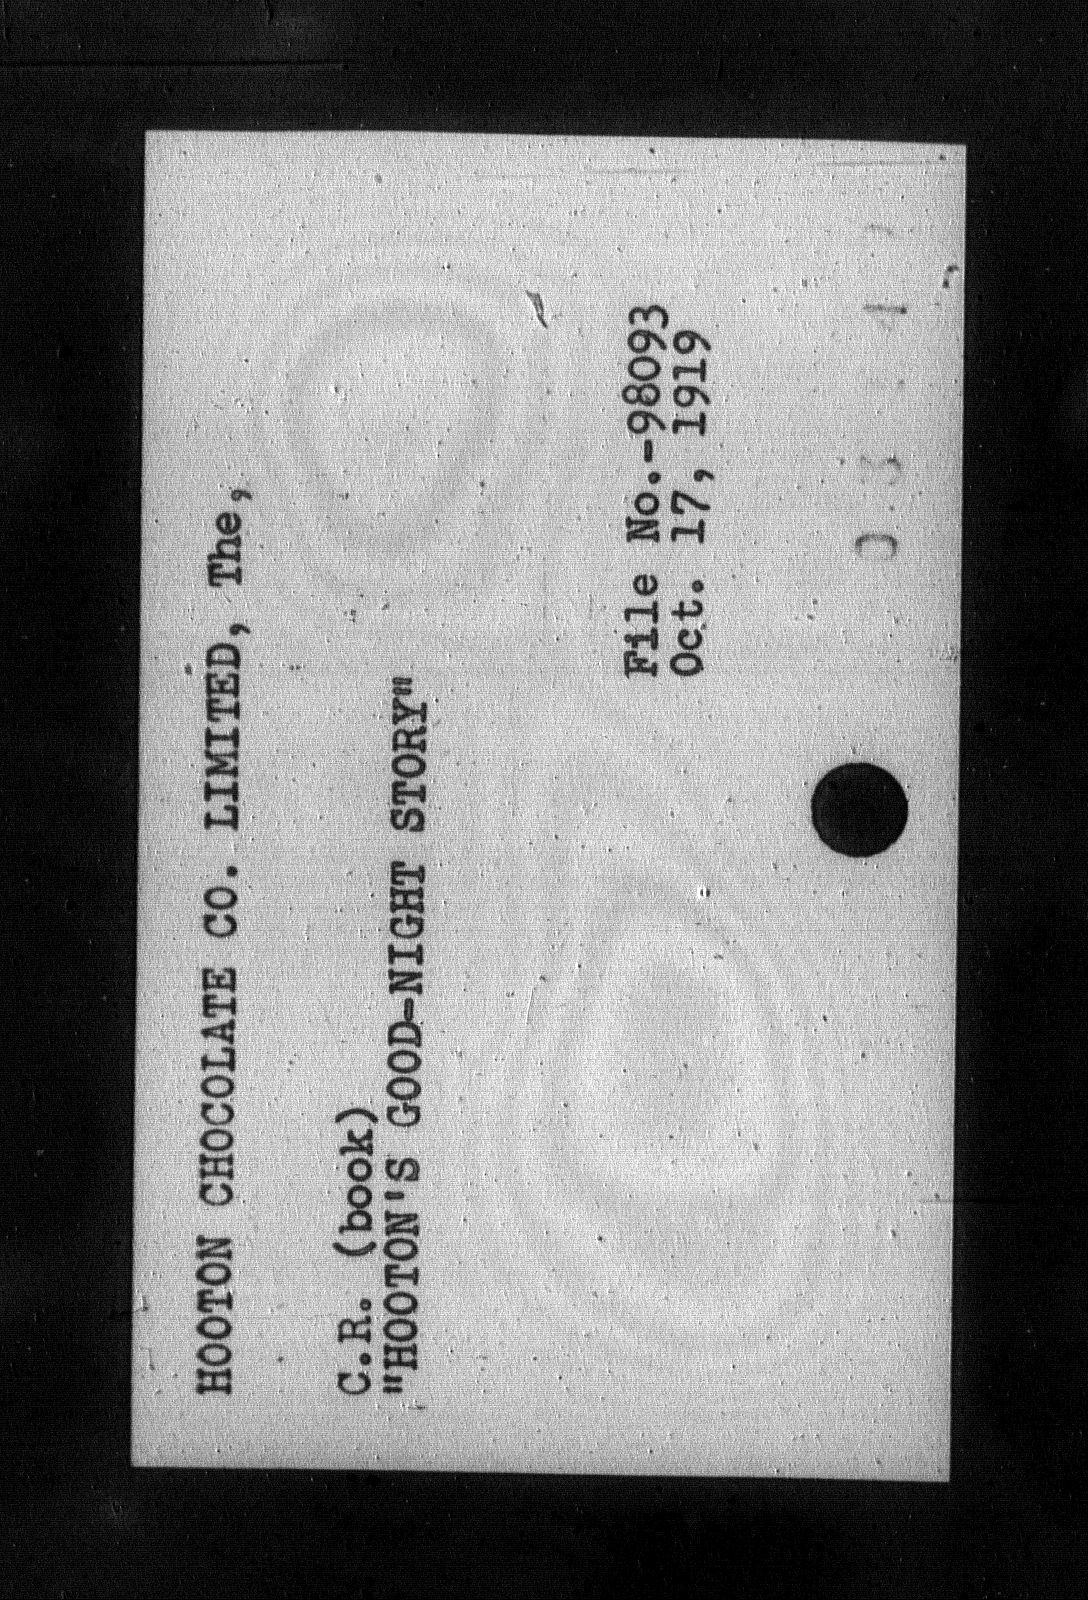 HOOTON CHOCOLATE CO. LIMITED, The,
C.R. (book)
"HOOTON'S GOOD-NIGHT STORY"
File No.-98093
Oct. 17, 1919